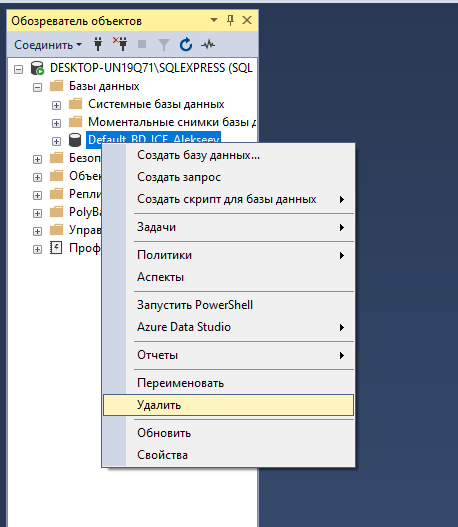 Обозреватель объектов
Соединить
DESKTOP-UN19Q71\SQLEXPRESS (SQL
Базы данных
Системные базы данных
Моментальные снимки базы д
Default_BD_ICE_Alekseev
Безоп
Объе
Репли
PolyBa
Управ
Проф
Создать базу данных...
Создать запрос
Создать скрипт для базы данных
Задачи
Политики
Аспекты
Запустить PowerShell
Azure Data Studio
Отчеты
Переименовать
Удалить
Обновить
Свойства